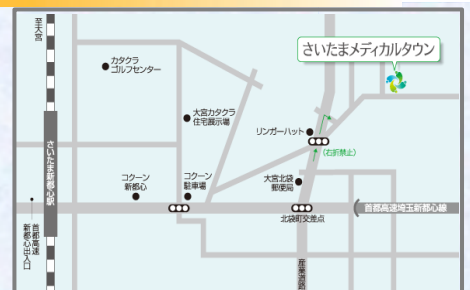 至大宮
さいたまメディカルタウン
カタクラ
ゴルフセンター
大宮カタクラ
住宅展示場
リンガーハット
(右折禁止)
さいたま新都心駅
コクーン
新都心
コクーン
駐車場
大宮北袋
郵便局
首都高速埼玉新都心線
北袋町交差点
首都高速
新都心出入口
産業道路